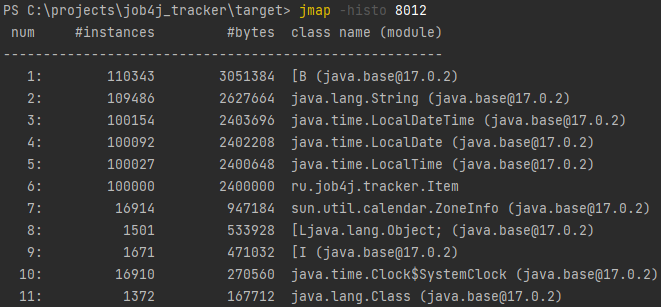 PS C:\projects\job4j_tracker\target> jmap -histo 8012
 num     #instances         #bytes  class name (module)
-------------------------------------------------------
   1:        110343        3051384  [B (java.base@17.0.2)
   2:        109486        2627664  java.lang.String (java.base@17.0.2)
   3:        100154        2403696  java.time.LocalDateTime (java.base@17.0.2)
   4:        100092        2402208  java.time.LocalDate (java.base@17.0.2)
   5:        100027        2400648  java.time.LocalTime (java.base@17.0.2)
   6:        100000        2400000  ru.job4j.tracker.Item
   7:         16914         947184  sun.util.calendar.ZoneInfo (java.base@17.0.2)
   8:          1501         533928  [Ljava.lang.Object; (java.base@17.0.2)
   9:          1671         471032  [I (java.base@17.0.2)
  10:         16910         270560  java.time.Clock$SystemClock (java.base@17.0.2)
  11:          1372         167712  java.lang.Class (java.base@17.0.2)